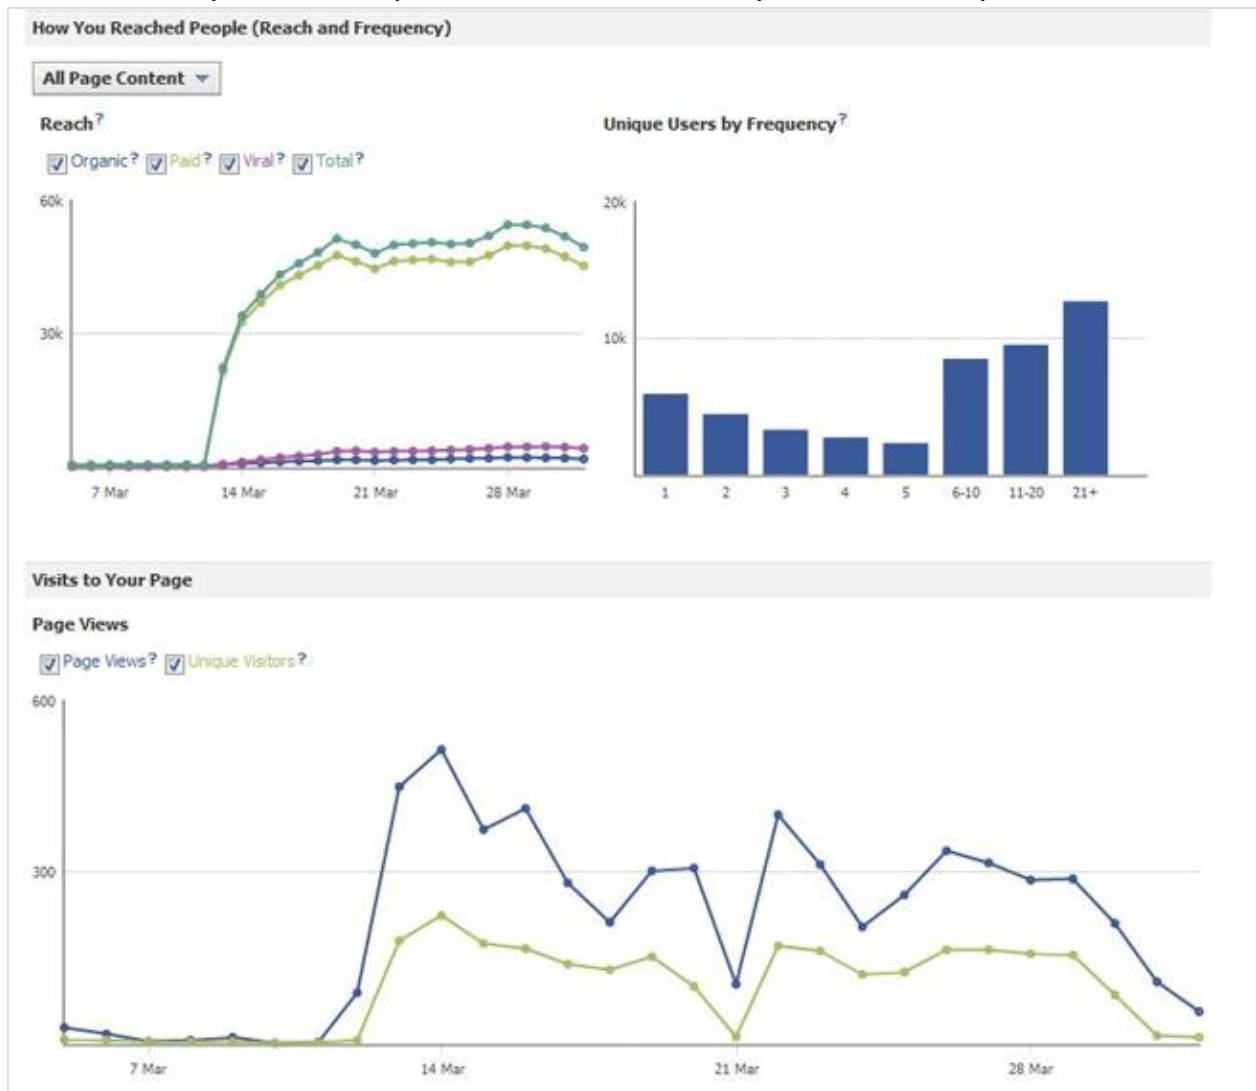 How You Reached People (Reach and Frequency)
All Page Content
Reach?
Organic? Paid? Viral? Total?
60k
30k
7 Mar 14 Mar 21 Mar 28 Mar
Unique Users by Frequency?
20k
10k
1 2 3 4 5 6-10 11-20 21+
Visits to Your Page
Page Views
Page Views? Unique Visitors?
600
300
7 Mar 14 Mar 21 Mar 28 Mar